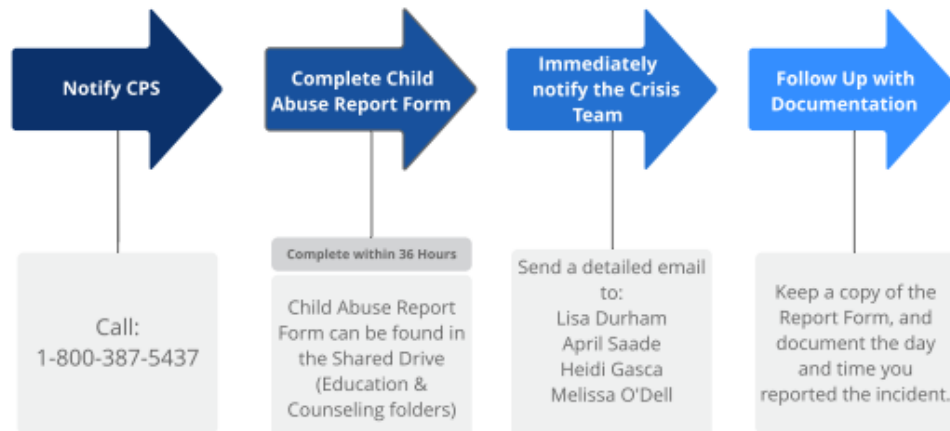 Notify CPS
Call:
1-800-387-5437
Complete Child
Abuse Report Form
Complete within 36 Hours
Child Abuse Report
Form can be found in
the Shared Drive
(Education &
Counseling folders)
Immediately
notify the Crisis
Team
Send a detailed email
to:
Lisa Durham
April Saade
Heidi Gasca
Melissa O'Dell
Follow Up with
Documentation
Keep a copy of the
Report Form, and
document the day
and time you
reported the incident.